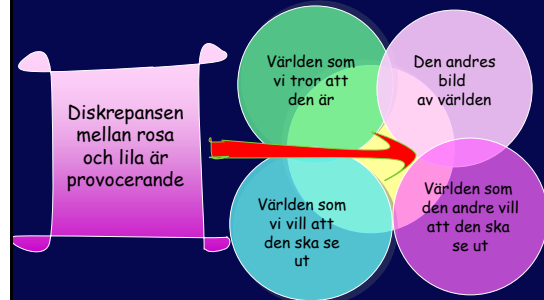 Diskrepansen
mellan rosa
och lila är
provocerande
Världen som
vi tror att
den är
Den andres
bild
av världen
Världen som
vi vill att
den ska se
ut
Världen som
den andre vill
att den ska
se ut